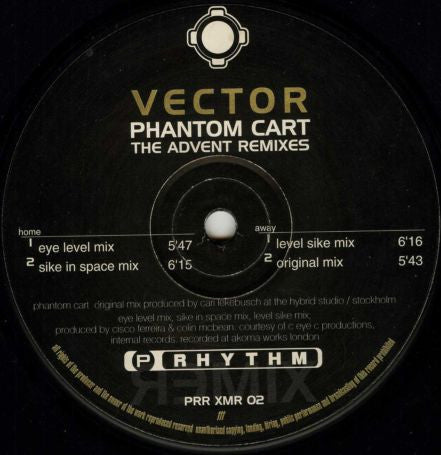 VECTOR
PHANTOM CART
THE ADVENT REMIXES
home
1 eye level mix 5'47
2 sike in space mix 6'15
away
1 level sike mix 6'16
2 original mix 5'43
phantom cart original mix produced by cari lekebusch at the hybrid studio / stockholm
eye level mix, sike in space mix, level sike mix;
produced by cisco ferreira & colin mcbean. courtesy of c eye c productions,
internal records. recorded at akoma works london
P RHYTHM
REMIX
PRR XMR 02
all rights of the producer and the owner of the work reproduced reserved unauthorised copying, lending, hiring, public performance and broadcasting of this record prohibited
///